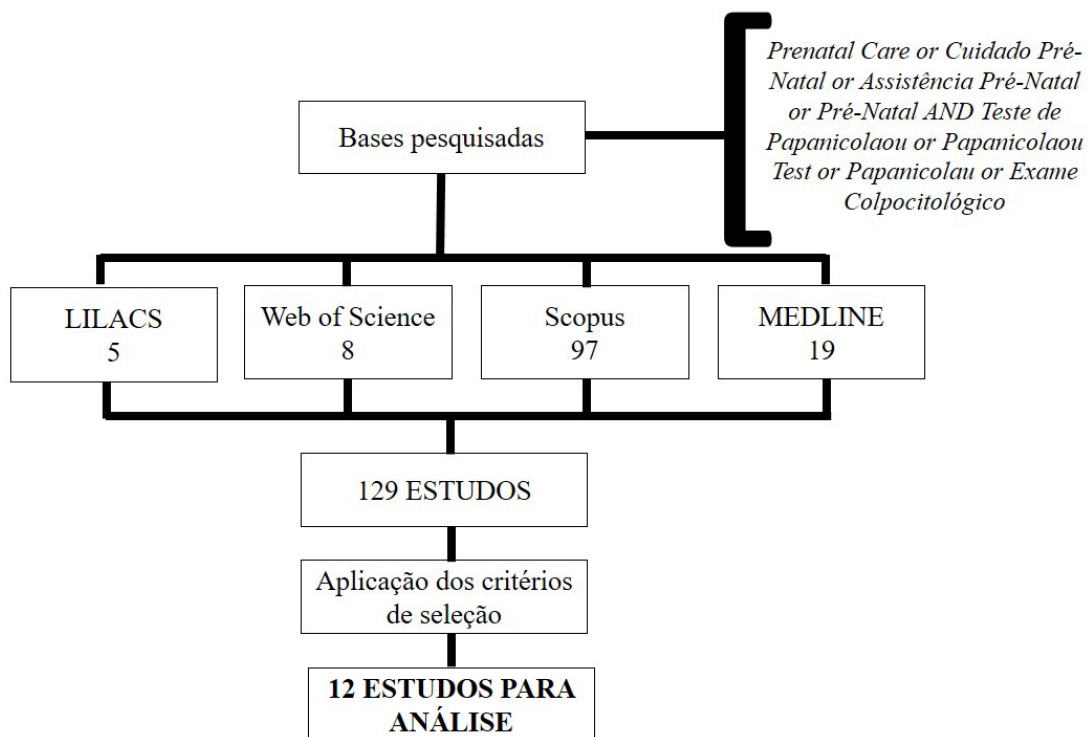 Prenatal Care or Cuidado Pré-
Natal or Assistência Pré-Natal
or Pré-Natal AND Teste de
Papanicolaou or Papanicolaou
Test or Papanicolau or Exame
Colpocitológico
Bases pesquisadas
LILACS
5
Web of Science
8
Scopus
97
MEDLINE
19
129 ESTUDOS
Aplicação dos critérios
de seleção
12 ESTUDOS PARA
ANÁLISE